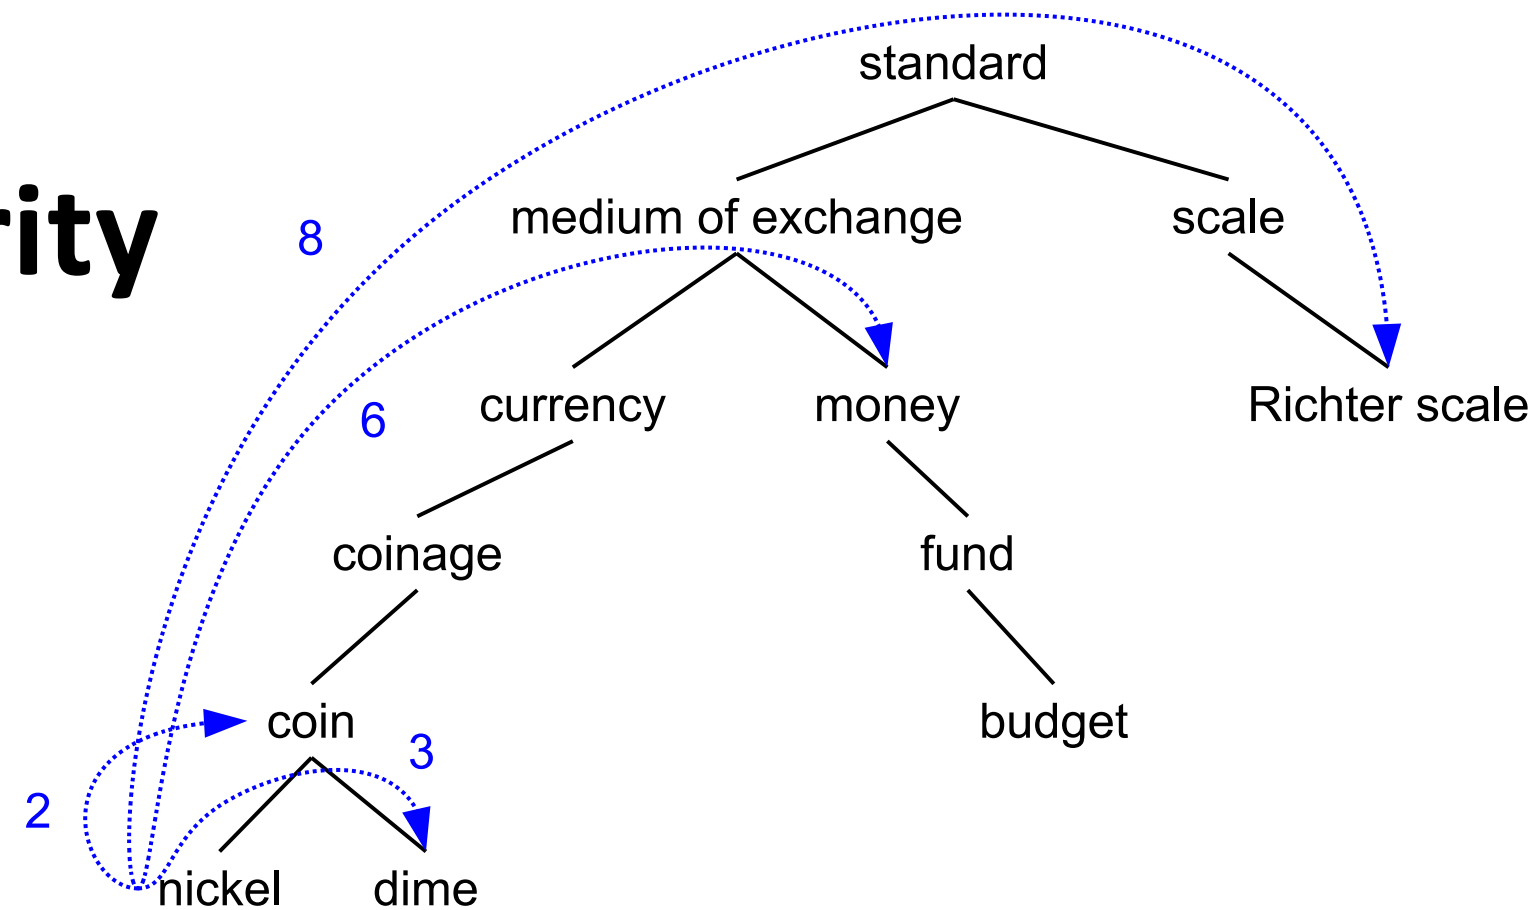 standard
rity
8
medium of exchange
scale
6
currency
money
Richter scale
coinage
fund
coin
3
budget
2
nickel
dime